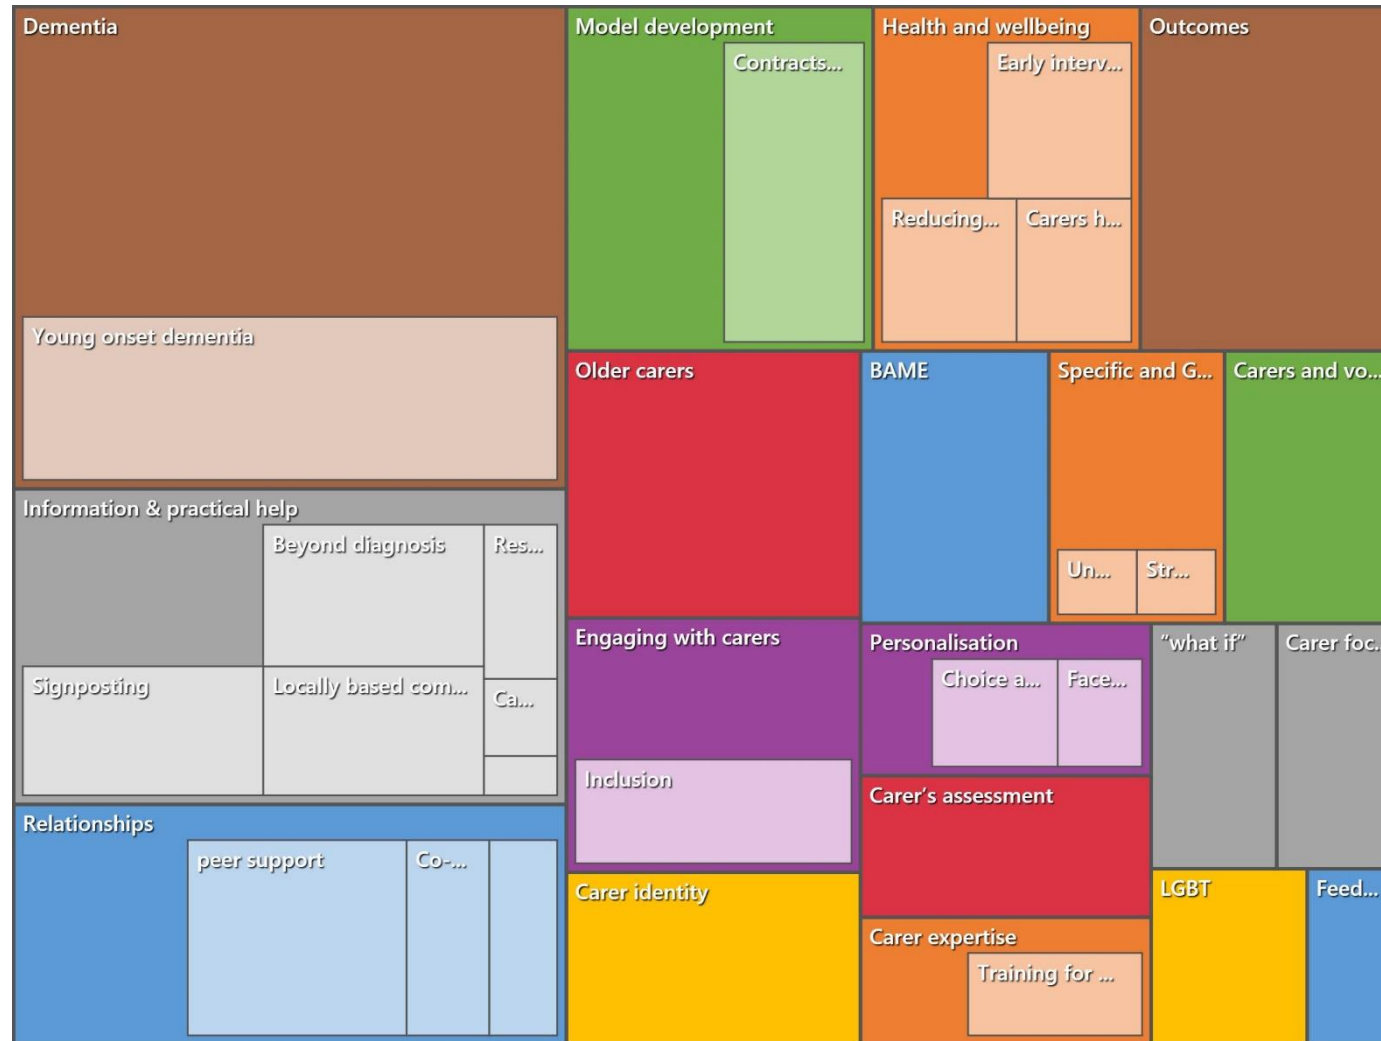 Dementia
Young onset dementia
Information & practical help
Beyond diagnosis
Res...
Signposting
Locally based com...
Ca...
Relationships
peer support
Co-...
Model development
Contracts...
Older carers
Engaging with carers
Inclusion
Carer identity
Health and wellbeing
Early interv...
Reducing...
Carers h...
Outcomes
BAME
Specific and G...
Un...
Str...
Carers and vo...
Personalisation
Choice a...
Face...
Carer’s assessment
Carer expertise
Training for ...
“what if”
Carer foc...
LGBT
Feed...